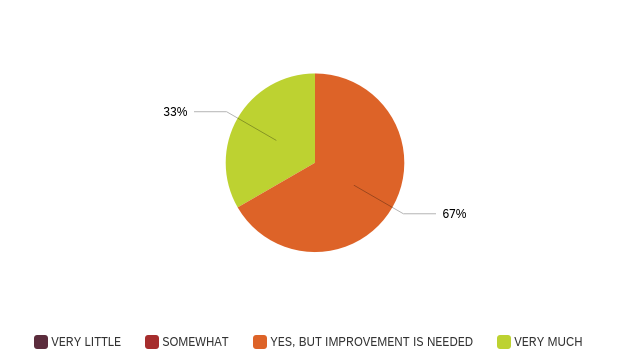 33%
67%
VERY LITTLE SOMEWHAT YES, BUT IMPROVEMENT IS NEEDED VERY MUCH